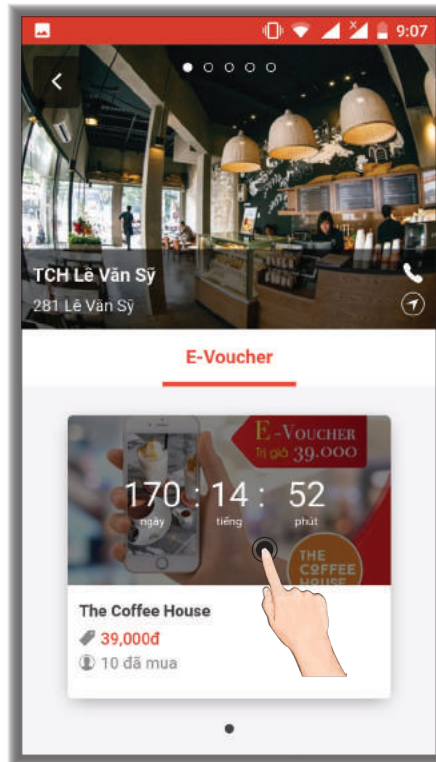 9:07
TCH Lê Văn Sỹ
281 Lê Văn Sỹ
E-Voucher
E-VOUCHER
Trị giá 39.000
170 : 14 : 52
ngày tiếng phút
THE
COFFEE
HOUSE
The Coffee House
39,000đ
10 đã mua